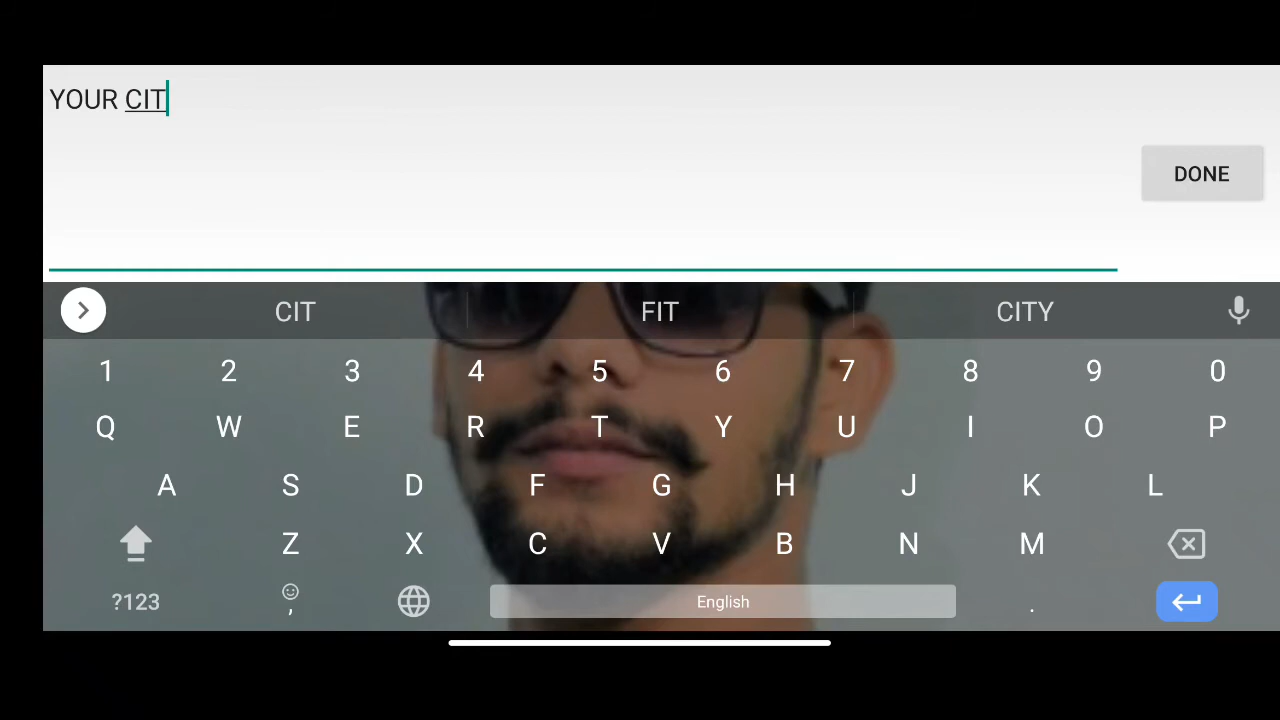 YOUR CIT
DONE
CIT FIT CITY
1 2 3 4 5 6 7 8 9 0
Q W E R T Y U I O P
A S D F G H J K L
Z X C V B N M
?123 , English .